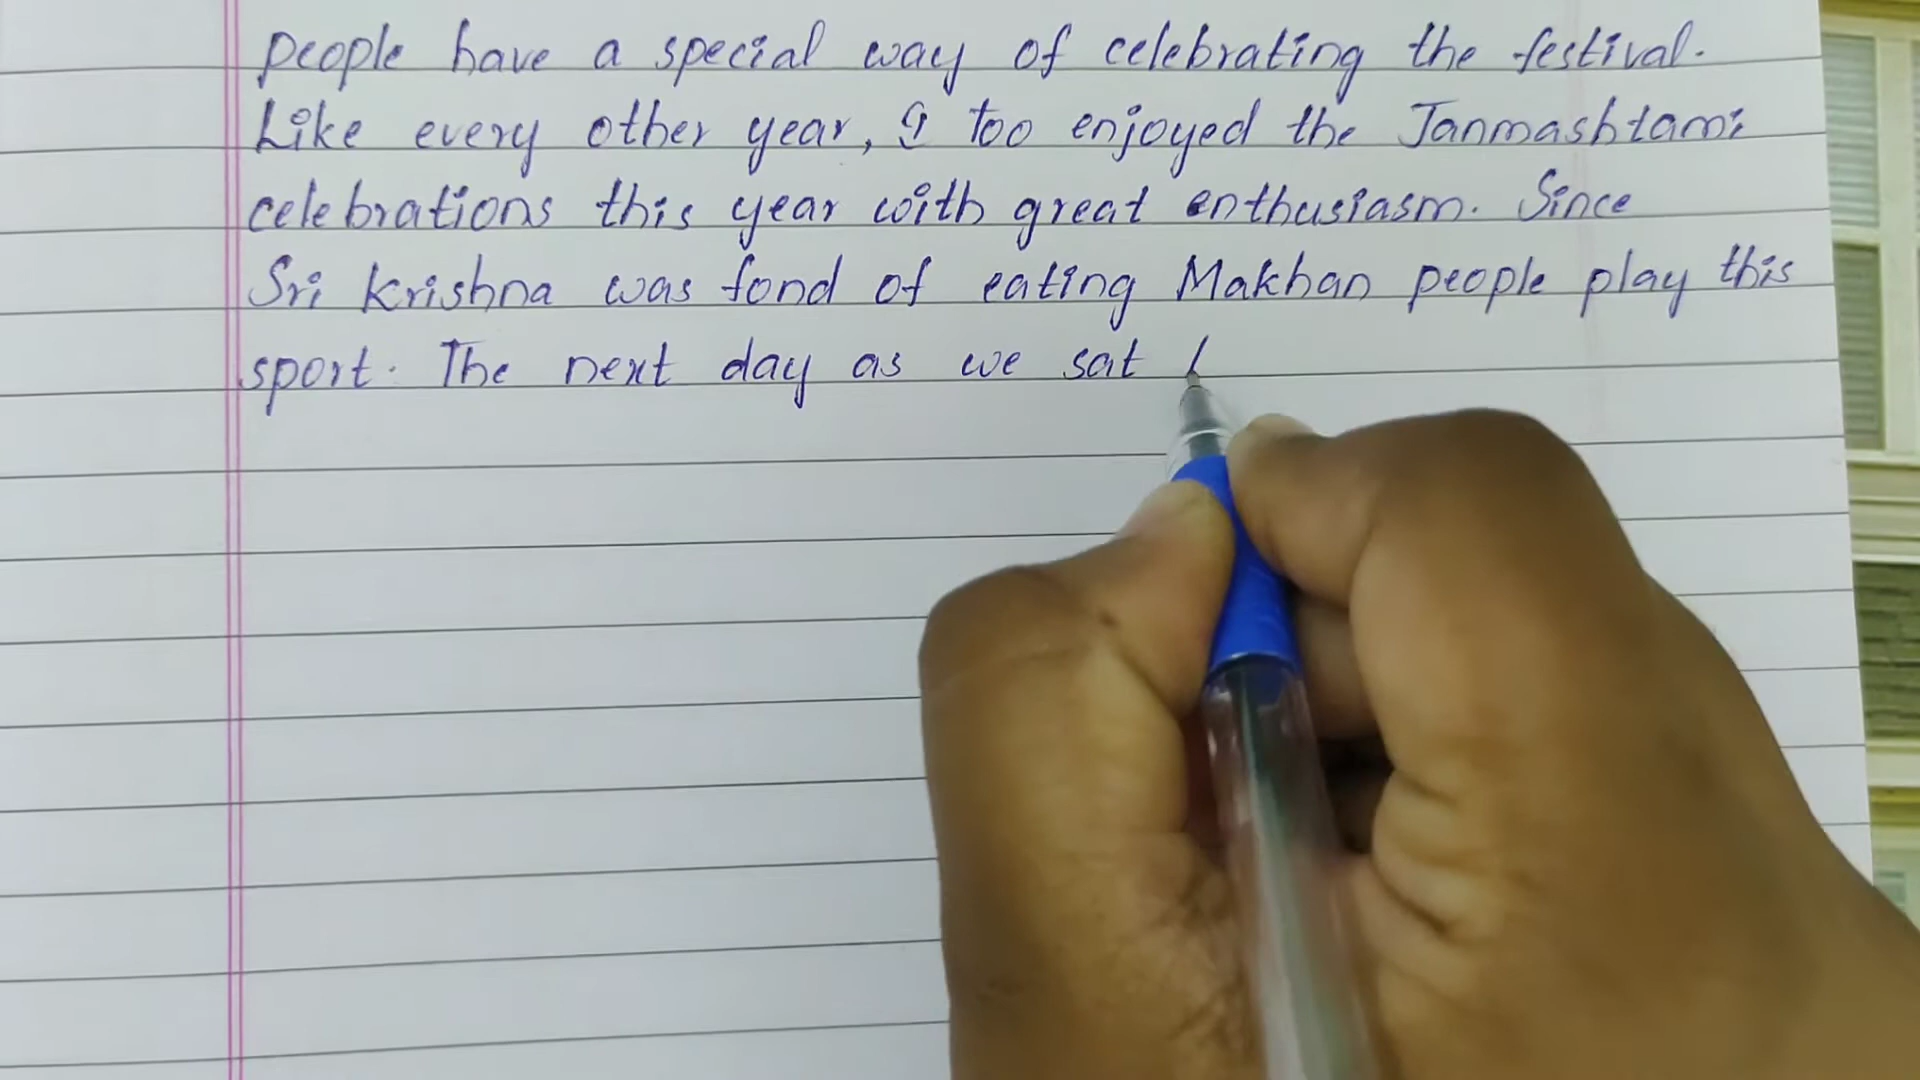 people have a special way of celebrating the festival.
Like every other year, I too enjoyed the Janmashtami
celebrations this year with great enthusiasm. Since
Sri Krishna was fond of eating Makhan people play this
sport. The next day as we sat